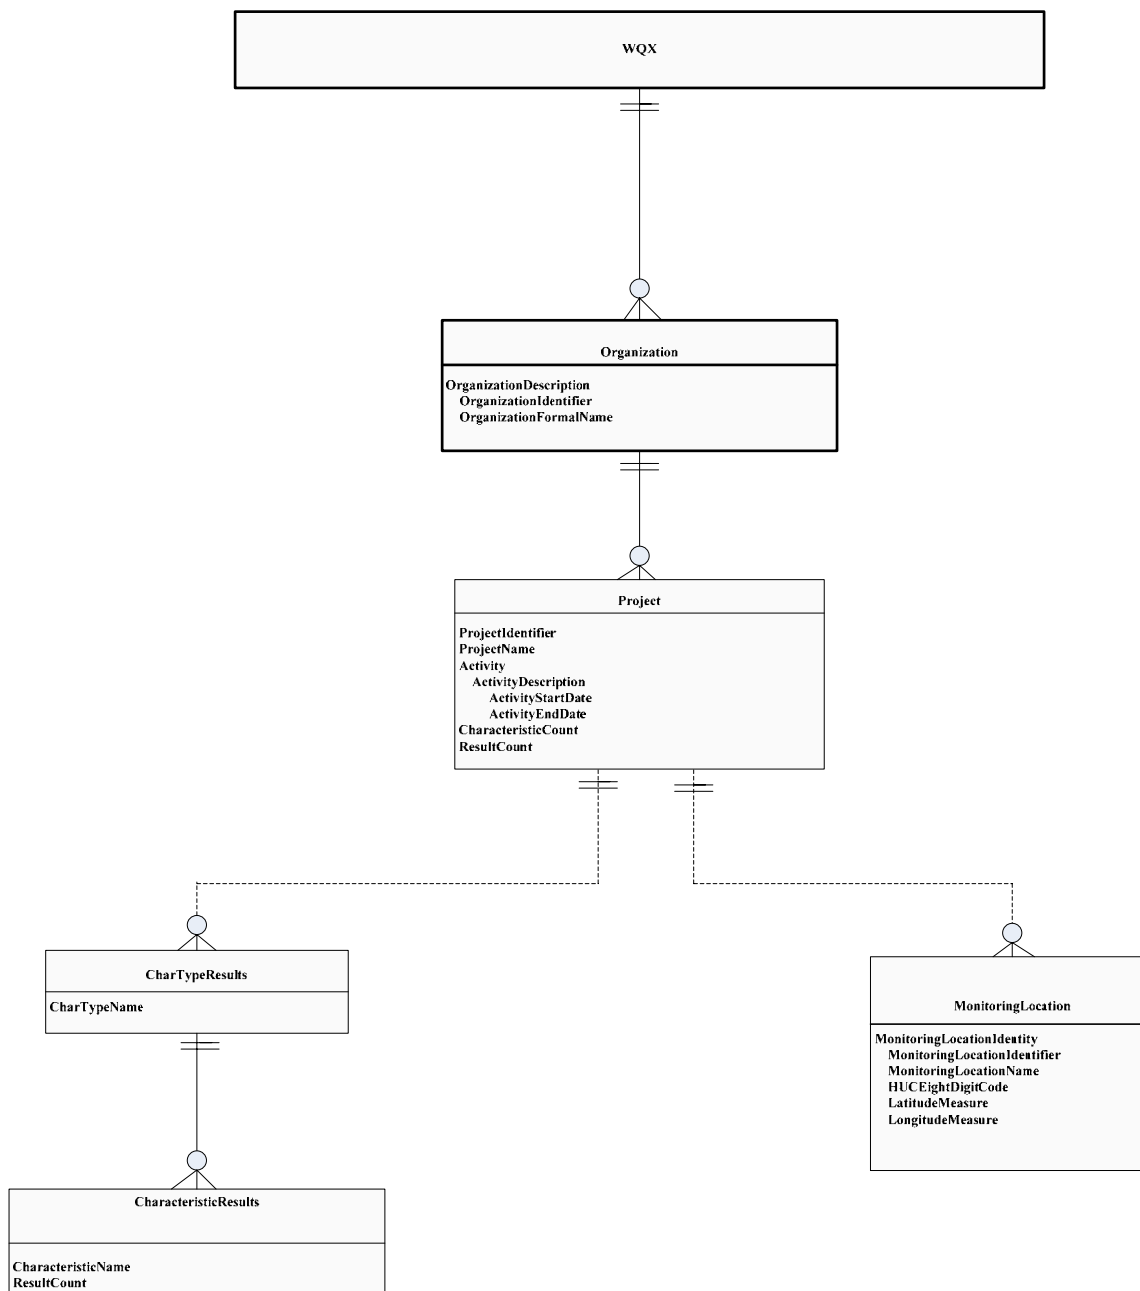 WQX
Organization
OrganizationDescription
OrganizationIdentifier
OrganizationFormalName
Project
ProjectIdentifier
ProjectName
Activity
ActivityDescription
ActivityStartDate
ActivityEndDate
CharacteristicCount
ResultCount
CharTypeResults
CharTypeName
MonitoringLocation
MonitoringLocationIdentity
MonitoringLocationIdentifier
MonitoringLocationName
HUCEightDigitCode
LatitudeMeasure
LongitudeMeasure
CharacteristicResults
CharacteristicName
ResultCount